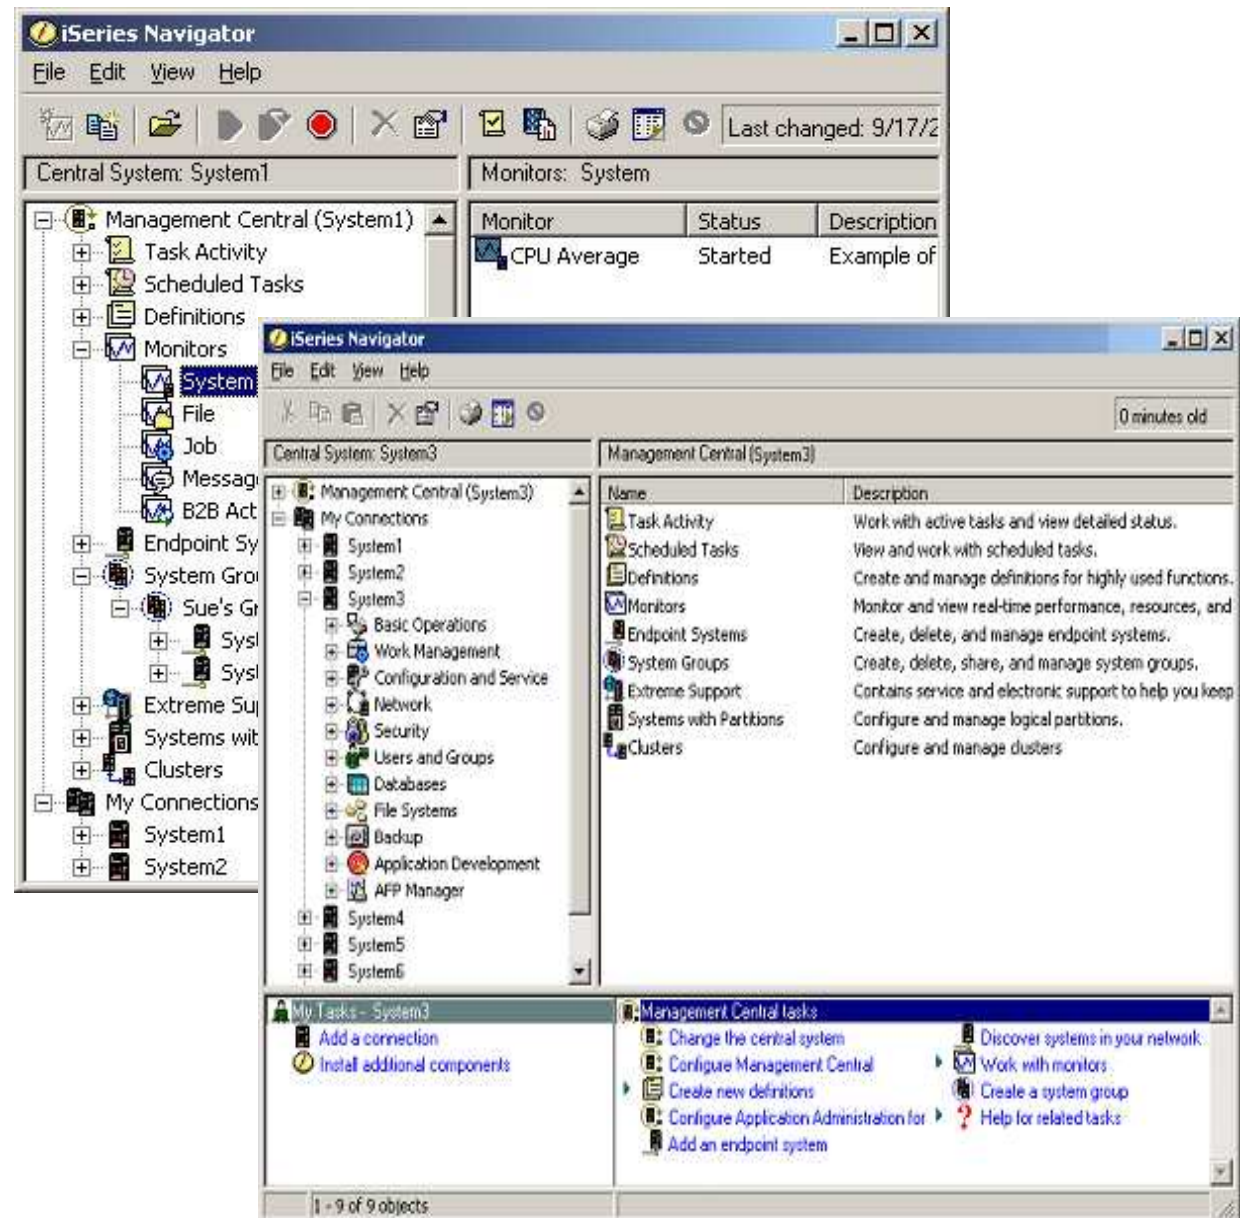 iSeries Navigator
File Edit View Help
Last changed: 9/17/2
Central System: System1
Monitors: System
Management Central (System1)
Task Activity
Scheduled Tasks
Definitions
Monitors
System
File
Job
Messag
B2B Act
Endpoint Sy
System Grou
Sue's Gr
Syst
Syst
Extreme Sup
Systems wit
Clusters
My Connections
System1
System2
Monitor Status Description
CPU Average Started Example of
iSeries Navigator
File Edit View Help
0 minutes old
Central System: System3
Management Central (System3)
Management Central (System3)
My Connections
System1
System2
System3
Basic Operations
Work Management
Configuration and Service
Network
Security
Users and Groups
Databases
File Systems
Backup
Application Development
AFP Manager
System4
System5
System6
Name Description
Task Activity Work with active tasks and view detailed status.
Scheduled Tasks View and work with scheduled tasks.
Definitions Create and manage definitions for highly used functions.
Monitors Monitor and view real-time performance, resources, and
Endpoint Systems Create, delete, and manage endpoint systems.
System Groups Create, delete, share, and manage system groups.
Extreme Support Contains service and electronic support to help you keep
Systems with Partitions Configure and manage logical partitions.
Clusters Configure and manage clusters
My Tasks - System3
Add a connection
Install additional components
Management Central tasks
Change the central system
Configure Management Central
Create new definitions
Configure Application Administration for
Add an endpoint system
Discover systems in your network
Work with monitors
Create a system group
Help for related tasks
1 - 9 of 9 objects